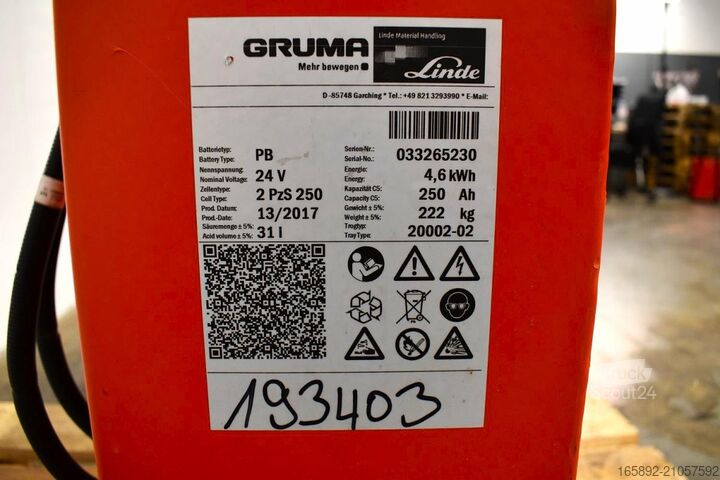 GRUMA
Mehr bewegen
Linde Material Handling
Linde
D -85748 Garching * Tel.: +49 821 3293990 * E-Mail:
Batterietyp:
Battery Type: PB
Nennspannung:
Nominal Voltage: 24 V
Zellentype:
Cell Type: 2 PzS 250
Prod. Datum:
Prod.-Date: 13/2017
Säuremenge ± 5%:
Acid volume ± 5%: 31 l
Serien-Nr.:
Serial-No.: 033265230
Energie:
Energy: 4,6 kWh
Kapazität C5:
Capacity C5: 250 Ah
Gewicht ± 5%:
Weight ± 5%: 222 kg
Trogtyp:
Tray Type: 20002-02
193403
Truck
Scout24
165892-21057592